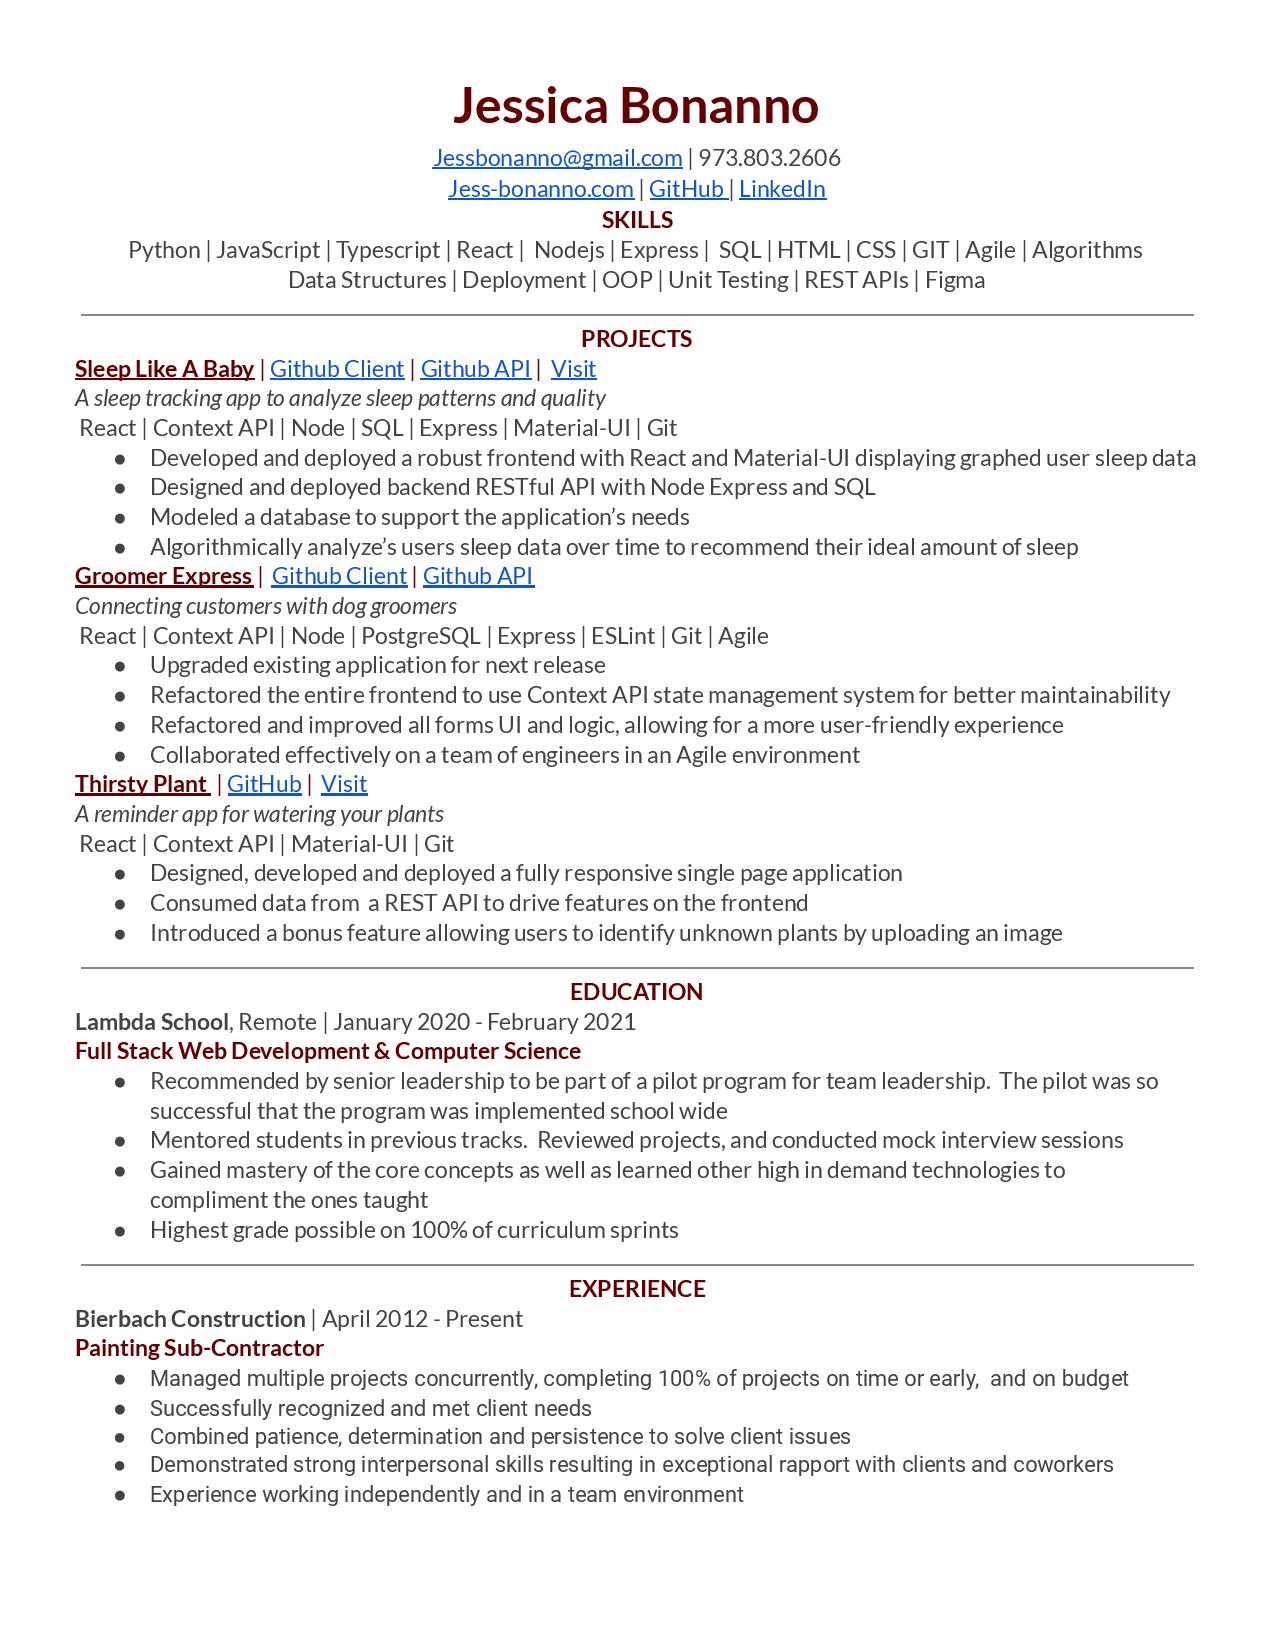 Jessica Bonanno
Jessbonanno@gmail.com | 973.803.2606
Jess-bonanno.com | GitHub | LinkedIn
SKILLS
Python | JavaScript | Typescript | React | Nodejs | Express | SQL | HTML | CSS | GIT | Agile | Algorithms
Data Structures | Deployment | OOP | Unit Testing | REST APIs | Figma
PROJECTS
Sleep Like A Baby | Github Client | Github API | Visit
A sleep tracking app to analyze sleep patterns and quality
React | Context API | Node | SQL | Express | Material-UI | Git
● Developed and deployed a robust frontend with React and Material-UI displaying graphed user sleep data
● Designed and deployed backend RESTful API with Node Express and SQL
● Modeled a database to support the application’s needs
● Algorithmically analyze’s users sleep data over time to recommend their ideal amount of sleep
Groomer Express | Github Client | Github API
Connecting customers with dog groomers
React | Context API | Node | PostgreSQL | Express | ESLint | Git | Agile
● Upgraded existing application for next release
● Refactored the entire frontend to use Context API state management system for better maintainability
● Refactored and improved all forms UI and logic, allowing for a more user-friendly experience
● Collaborated effectively on a team of engineers in an Agile environment
Thirsty Plant | GitHub | Visit
A reminder app for watering your plants
React | Context API | Material-UI | Git
● Designed, developed and deployed a fully responsive single page application
● Consumed data from a REST API to drive features on the frontend
● Introduced a bonus feature allowing users to identify unknown plants by uploading an image
EDUCATION
Lambda School, Remote | January 2020 - February 2021
Full Stack Web Development & Computer Science
● Recommended by senior leadership to be part of a pilot program for team leadership. The pilot was so
successful that the program was implemented school wide
● Mentored students in previous tracks. Reviewed projects, and conducted mock interview sessions
● Gained mastery of the core concepts as well as learned other high in demand technologies to
compliment the ones taught
● Highest grade possible on 100% of curriculum sprints
EXPERIENCE
Bierbach Construction | April 2012 - Present
Painting Sub-Contractor
● Managed multiple projects concurrently, completing 100% of projects on time or early, and on budget
● Successfully recognized and met client needs
● Combined patience, determination and persistence to solve client issues
● Demonstrated strong interpersonal skills resulting in exceptional rapport with clients and coworkers
● Experience working independently and in a team environment